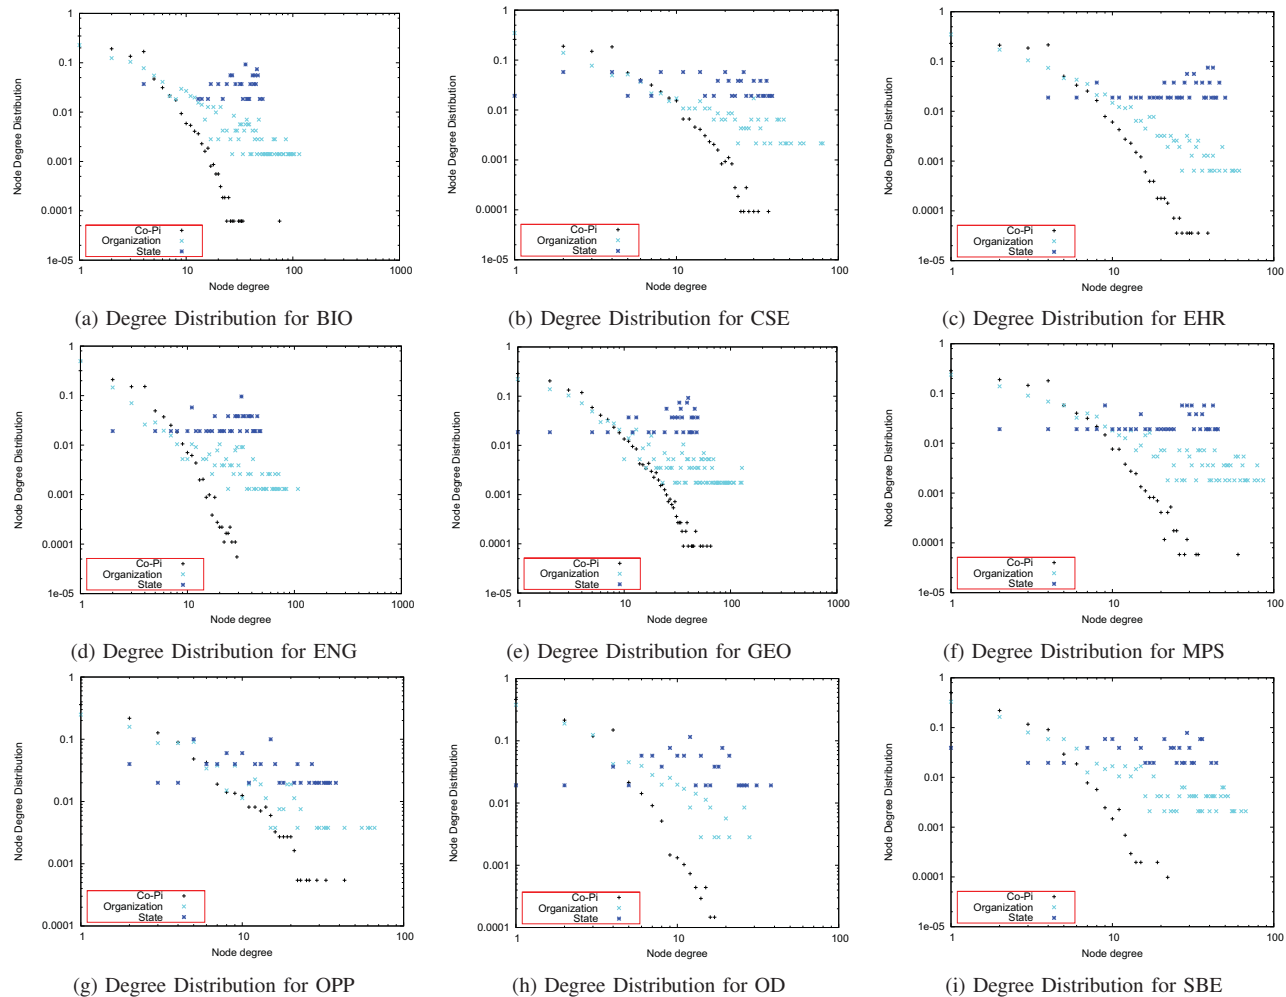 1
0.1
0.01
0.001
0.0001
1e-05
Node Degree Distribution
Co-Pi
Organization
State
1 10 100 1000
Node degree
(a) Degree Distribution for BIO
1
0.1
0.01
0.001
0.0001
1e-05
Node Degree Distribution
Co-Pi
Organization
State
1 10 100
Node degree
(b) Degree Distribution for CSE
1
0.1
0.01
0.001
0.0001
1e-05
Node Degree Distribution
Co-Pi
Organization
State
1 10 100
Node degree
(c) Degree Distribution for EHR
1
0.1
0.01
0.001
0.0001
1e-05
Node Degree Distribution
Co-Pi
Organization
State
1 10 100 1000
Node degree
(d) Degree Distribution for ENG
1
0.1
0.01
0.001
0.0001
1e-05
Node Degree Distribution
Co-Pi
Organization
State
1 10 100 1000
Node degree
(e) Degree Distribution for GEO
1
0.1
0.01
0.001
0.0001
1e-05
Node Degree Distribution
Co-Pi
Organization
State
1 10 100
Node degree
(f) Degree Distribution for MPS
1
0.1
0.01
0.001
0.0001
Node Degree Distribution
Co-Pi
Organization
State
1 10 100
Node degree
(g) Degree Distribution for OPP
1
0.1
0.01
0.001
0.0001
Node Degree Distribution
Co-Pi
Organization
State
1 10 100
Node degree
(h) Degree Distribution for OD
1
0.1
0.01
0.001
0.0001
1e-05
Node Degree Distribution
Co-Pi
Organization
State
1 10 100
Node degree
(i) Degree Distribution for SBE